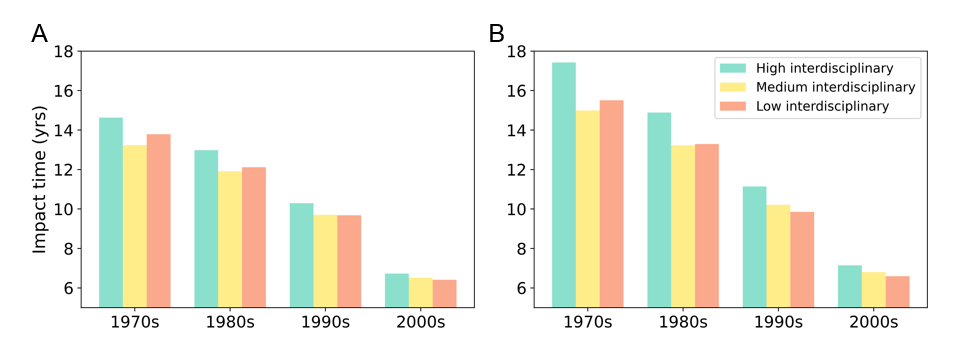 A
B
Impact time (yrs)
18
16
14
12
10
8
6
1970s 1980s 1990s 2000s
18
16
14
12
10
8
6
High interdisciplinary
Medium interdisciplinary
Low interdisciplinary
1970s 1980s 1990s 2000s